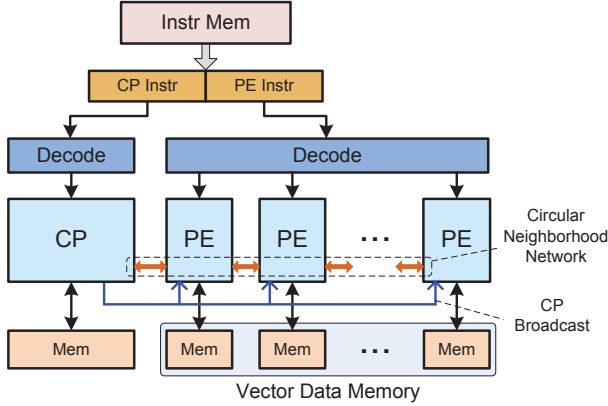 Instr Mem
CP Instr PE Instr
Decode Decode
CP PE PE ... PE
Circular
Neighborhood
Network
CP
Broadcast
Mem Mem Mem ... Mem
Vector Data Memory